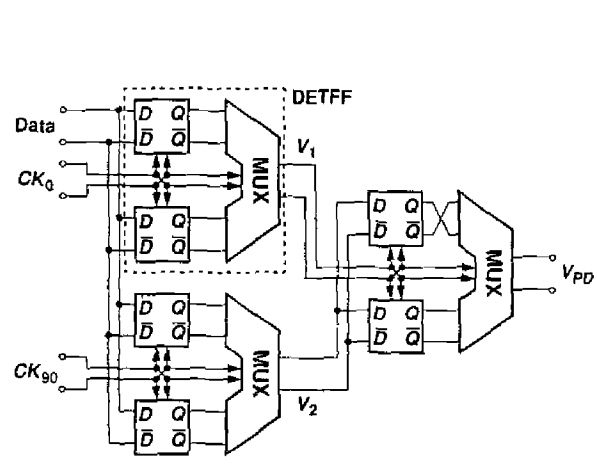 DETFF
Data
D Q
D̅ Q̅
CK0
MUX
V1
D Q
D̅ Q̅
D Q
D̅ Q̅
MUX
VPD
D Q
D̅ Q̅
D Q
D̅ Q̅
CK90
MUX
V2
D Q
D̅ Q̅